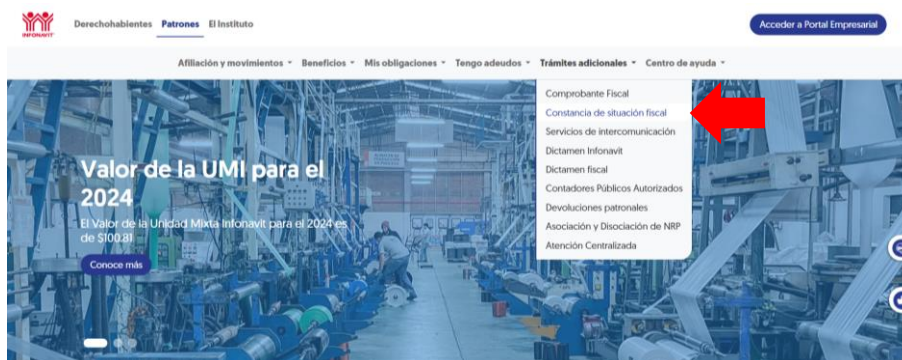 INFONAVIT
Derechohabientes Patrones El Instituto
Acceder a Portal Empresarial
Afiliación y movimientos Beneficios Mis obligaciones Tengo adeudos Trámites adicionales Centro de ayuda
Comprobante Fiscal
Constancia de situación fiscal
Servicios de intercomunicación
Dictamen Infonavit
Dictamen fiscal
Contadores Públicos Autorizados
Devoluciones patronales
Asociación y Disociación de NRP
Atención Centralizada
Valor de la UMI para el
2024
El Valor de la Unidad Mixta Infonavit para el 2024 es
de $100.81
Conoce más